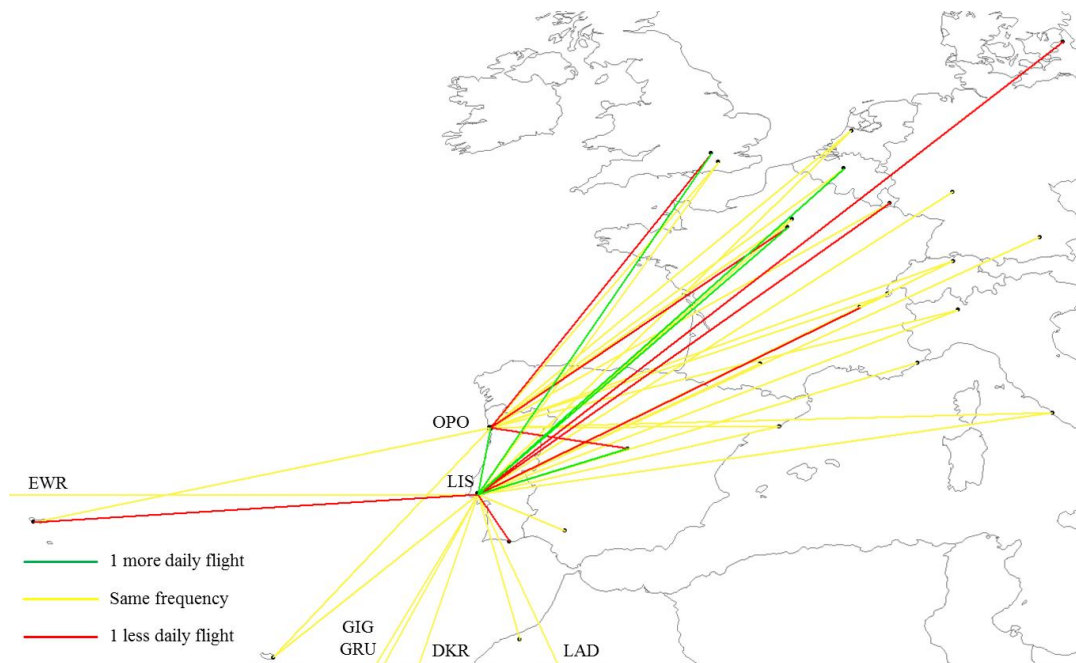 OPO
EWR
LIS
1 more daily flight
Same frequency
1 less daily flight
GIG
GRU
DKR
LAD